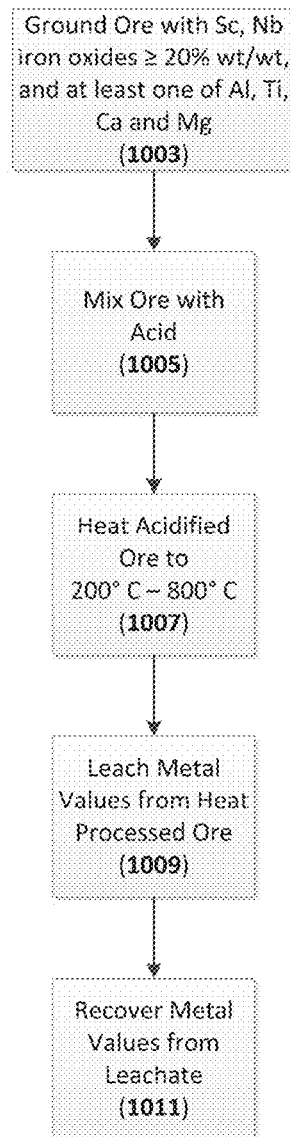 Ground Ore with Sc, Nb
iron oxides ≥ 20% wt/wt,
and at least one of Al, Ti,
Ca and Mg
(1003)
Mix Ore with
Acid
(1005)
Heat Acidified
Ore to
200° C – 800° C
(1007)
Leach Metal
Values from Heat
Processed Ore
(1009)
Recover Metal
Values from
Leachate
(1011)